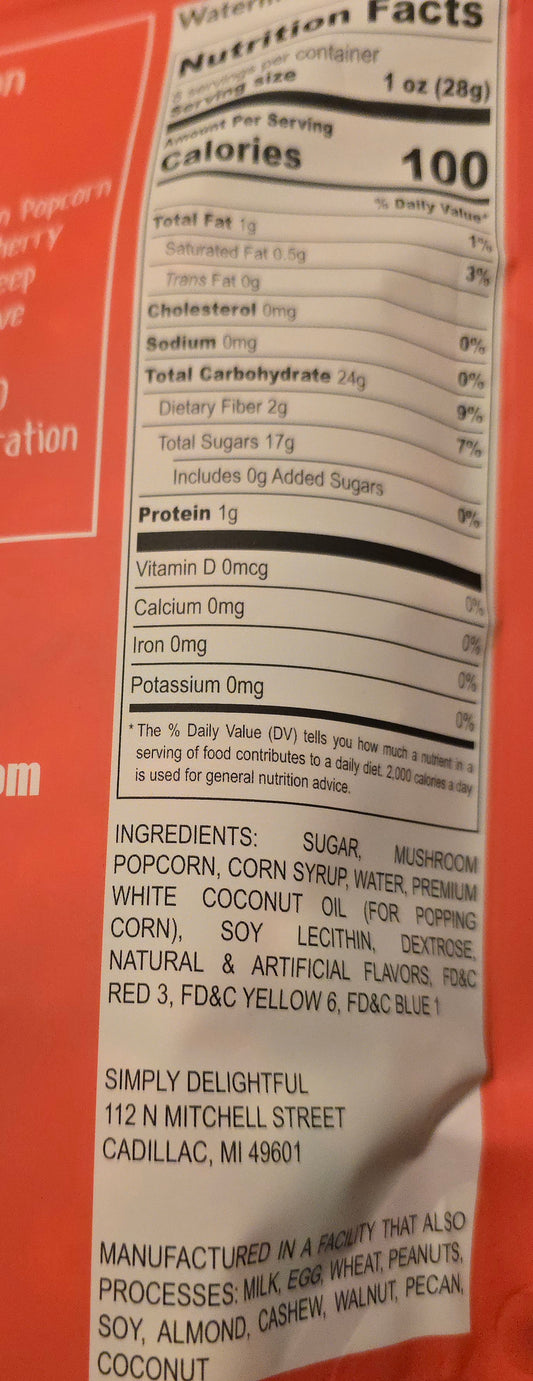 Nutrition Facts
5 servings per container
Serving size 1 oz (28g)
Amount Per Serving
Calories 100
% Daily Value*
Total Fat 1g 1%
Saturated Fat 0.5g 3%
Trans Fat 0g
Cholesterol 0mg 0%
Sodium 0mg 0%
Total Carbohydrate 24g 9%
Dietary Fiber 2g 7%
Total Sugars 17g
Includes 0g Added Sugars 0%
Protein 1g
Vitamin D 0mcg 0%
Calcium 0mg 0%
Iron 0mg 0%
Potassium 0mg 0%
* The % Daily Value (DV) tells you how much a nutrient in a
serving of food contributes to a daily diet. 2,000 calories a day
is used for general nutrition advice.
INGREDIENTS: SUGAR, MUSHROOM
POPCORN, CORN SYRUP, WATER, PREMIUM
WHITE COCONUT OIL (FOR POPPING
CORN), SOY LECITHIN, DEXTROSE,
NATURAL & ARTIFICIAL FLAVORS, FD&C
RED 3, FD&C YELLOW 6, FD&C BLUE 1
SIMPLY DELIGHTFUL
112 N MITCHELL STREET
CADILLAC, MI 49601
MANUFACTURED IN A FACILITY THAT ALSO
PROCESSES: MILK, EGG, WHEAT, PEANUTS,
SOY, ALMOND, CASHEW, WALNUT, PECAN,
COCONUT
Popcorn